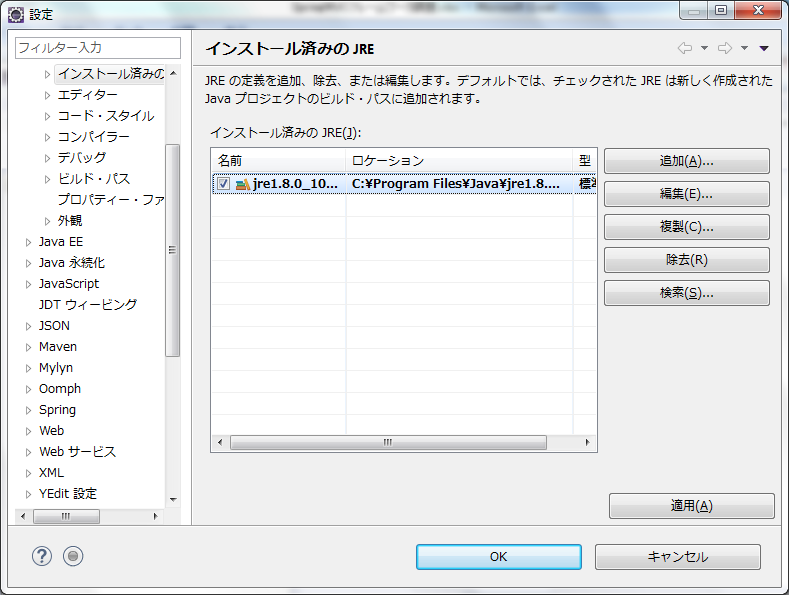 設定
フィルター入力
インストール済みの
エディター
コード・スタイル
コンパイラー
デバッグ
ビルド・パス
プロパティー・ファ
外観
Java EE
Java 永続化
JavaScript
JDT ウィービング
JSON
Maven
Mylyn
Oomph
Spring
Web
Web サービス
XML
YEdit 設定
インストール済みの JRE
JRE の定義を追加、除去、または編集します。デフォルトでは、チェックされた JRE は新しく作成された
Java プロジェクトのビルド・パスに追加されます。
インストール済みの JRE(J):
名前 ロケーション 型
jre1.8.0_10... C:¥Program Files¥Java¥jre1.8.... 標準
追加(A)...
編集(E)...
複製(C)...
除去(R)
検索(S)...
適用(A)
OK キャンセル